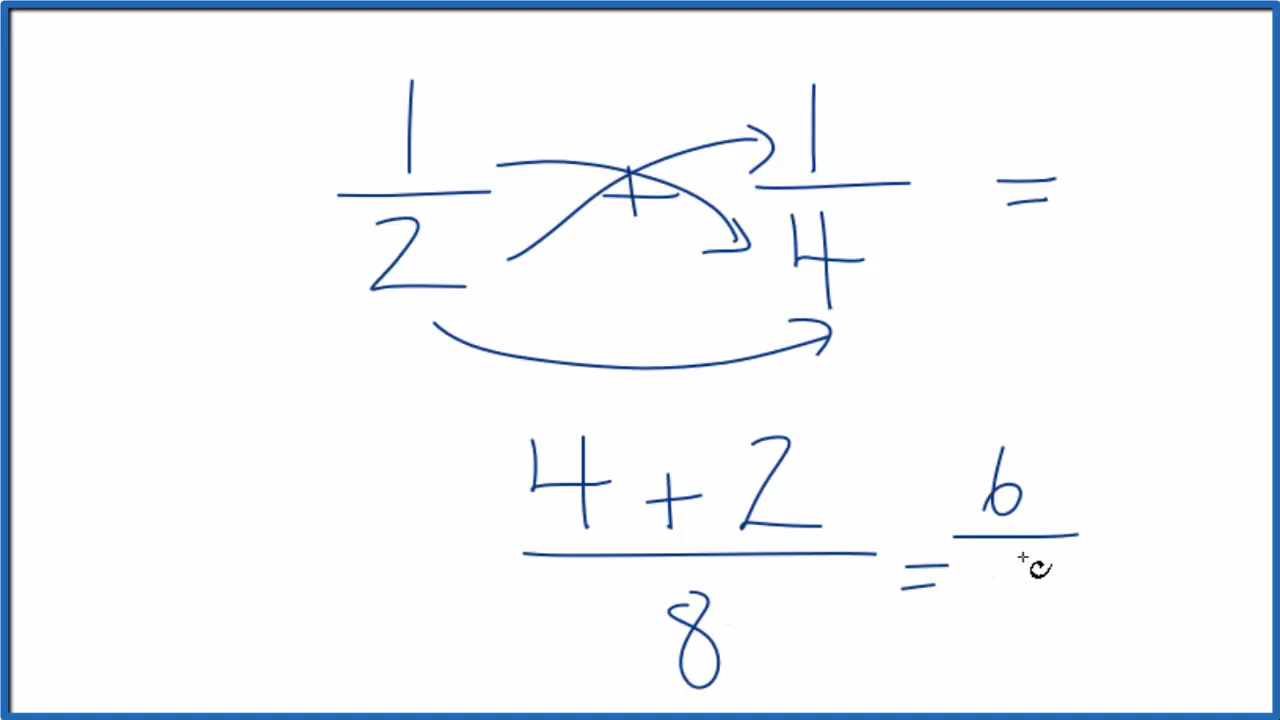 1/2 + 1/4 =
4 + 2/8 = 6/